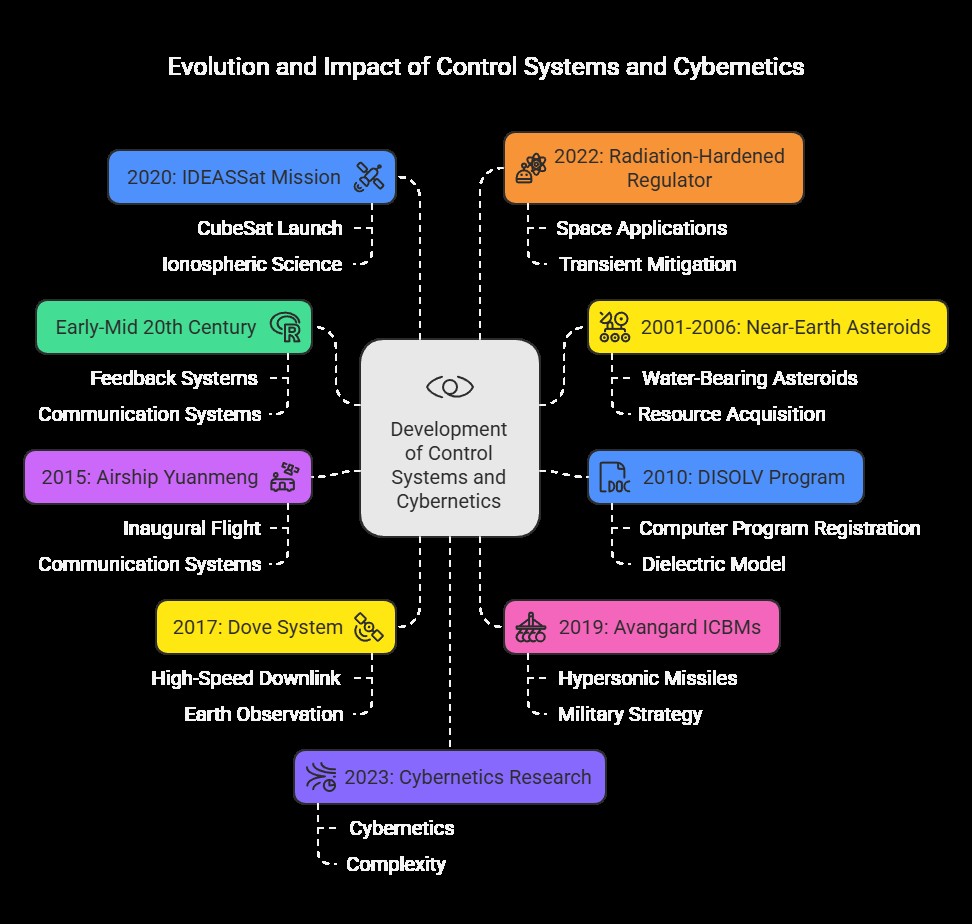 Evolution and Impact of Control Systems and Cybernetics
2020: IDEASSat Mission
CubeSat Launch
Ionospheric Science
2022: Radiation-Hardened
Regulator
Space Applications
Transient Mitigation
Early-Mid 20th Century
R
Feedback Systems
Communication Systems
2001-2006: Near-Earth Asteroids
Water-Bearing Asteroids
Resource Acquisition
Development
of Control
Systems and
Cybernetics
2015: Airship Yuanmeng
Inaugural Flight
Communication Systems
DOC
2010: DISOLV Program
Computer Program Registration
Dielectric Model
2017: Dove System
High-Speed Downlink
Earth Observation
2019: Avangard ICBMs
Hypersonic Missiles
Military Strategy
2023: Cybernetics Research
Cybernetics
Complexity